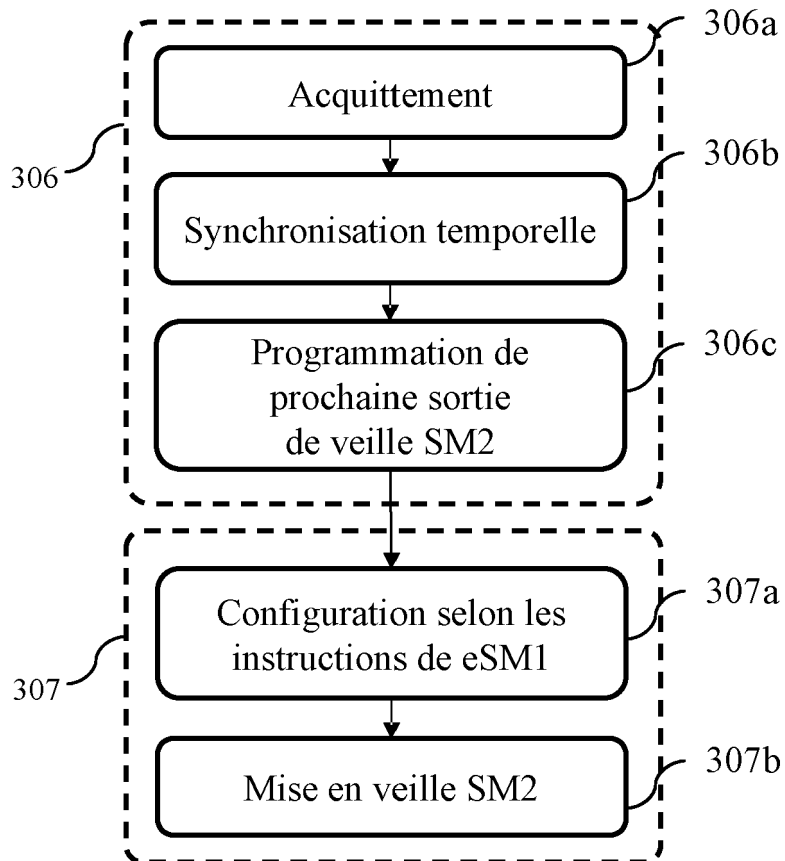 306a
Acquittement
306
306b
Synchronisation temporelle
306c
Programmation de
prochaine sortie
de veille SM2
307a
Configuration selon les
instructions de eSM1
307
307b
Mise en veille SM2